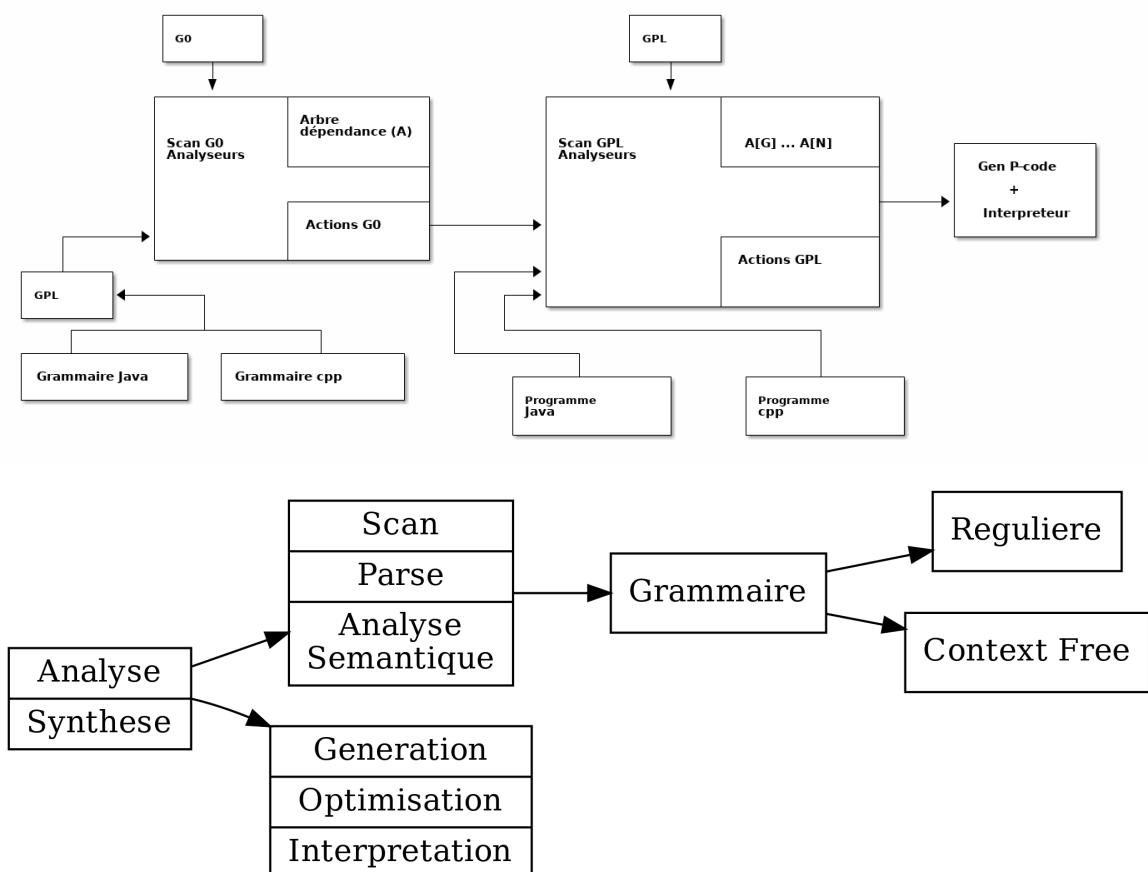 G0
GPL
Scan G0
Analyseurs
Arbre
dépendance (A)
Actions G0
Scan GPL
Analyseurs
A[G] ... A[N]
Actions GPL
Gen P-code
+
Interpreteur
GPL
Grammaire Java
Grammaire cpp
Programme
Java
Programme
cpp
Scan
Parse
Analyse
Semantique
Analyse
Synthese
Generation
Optimisation
Interpretation
Grammaire
Reguliere
Context Free